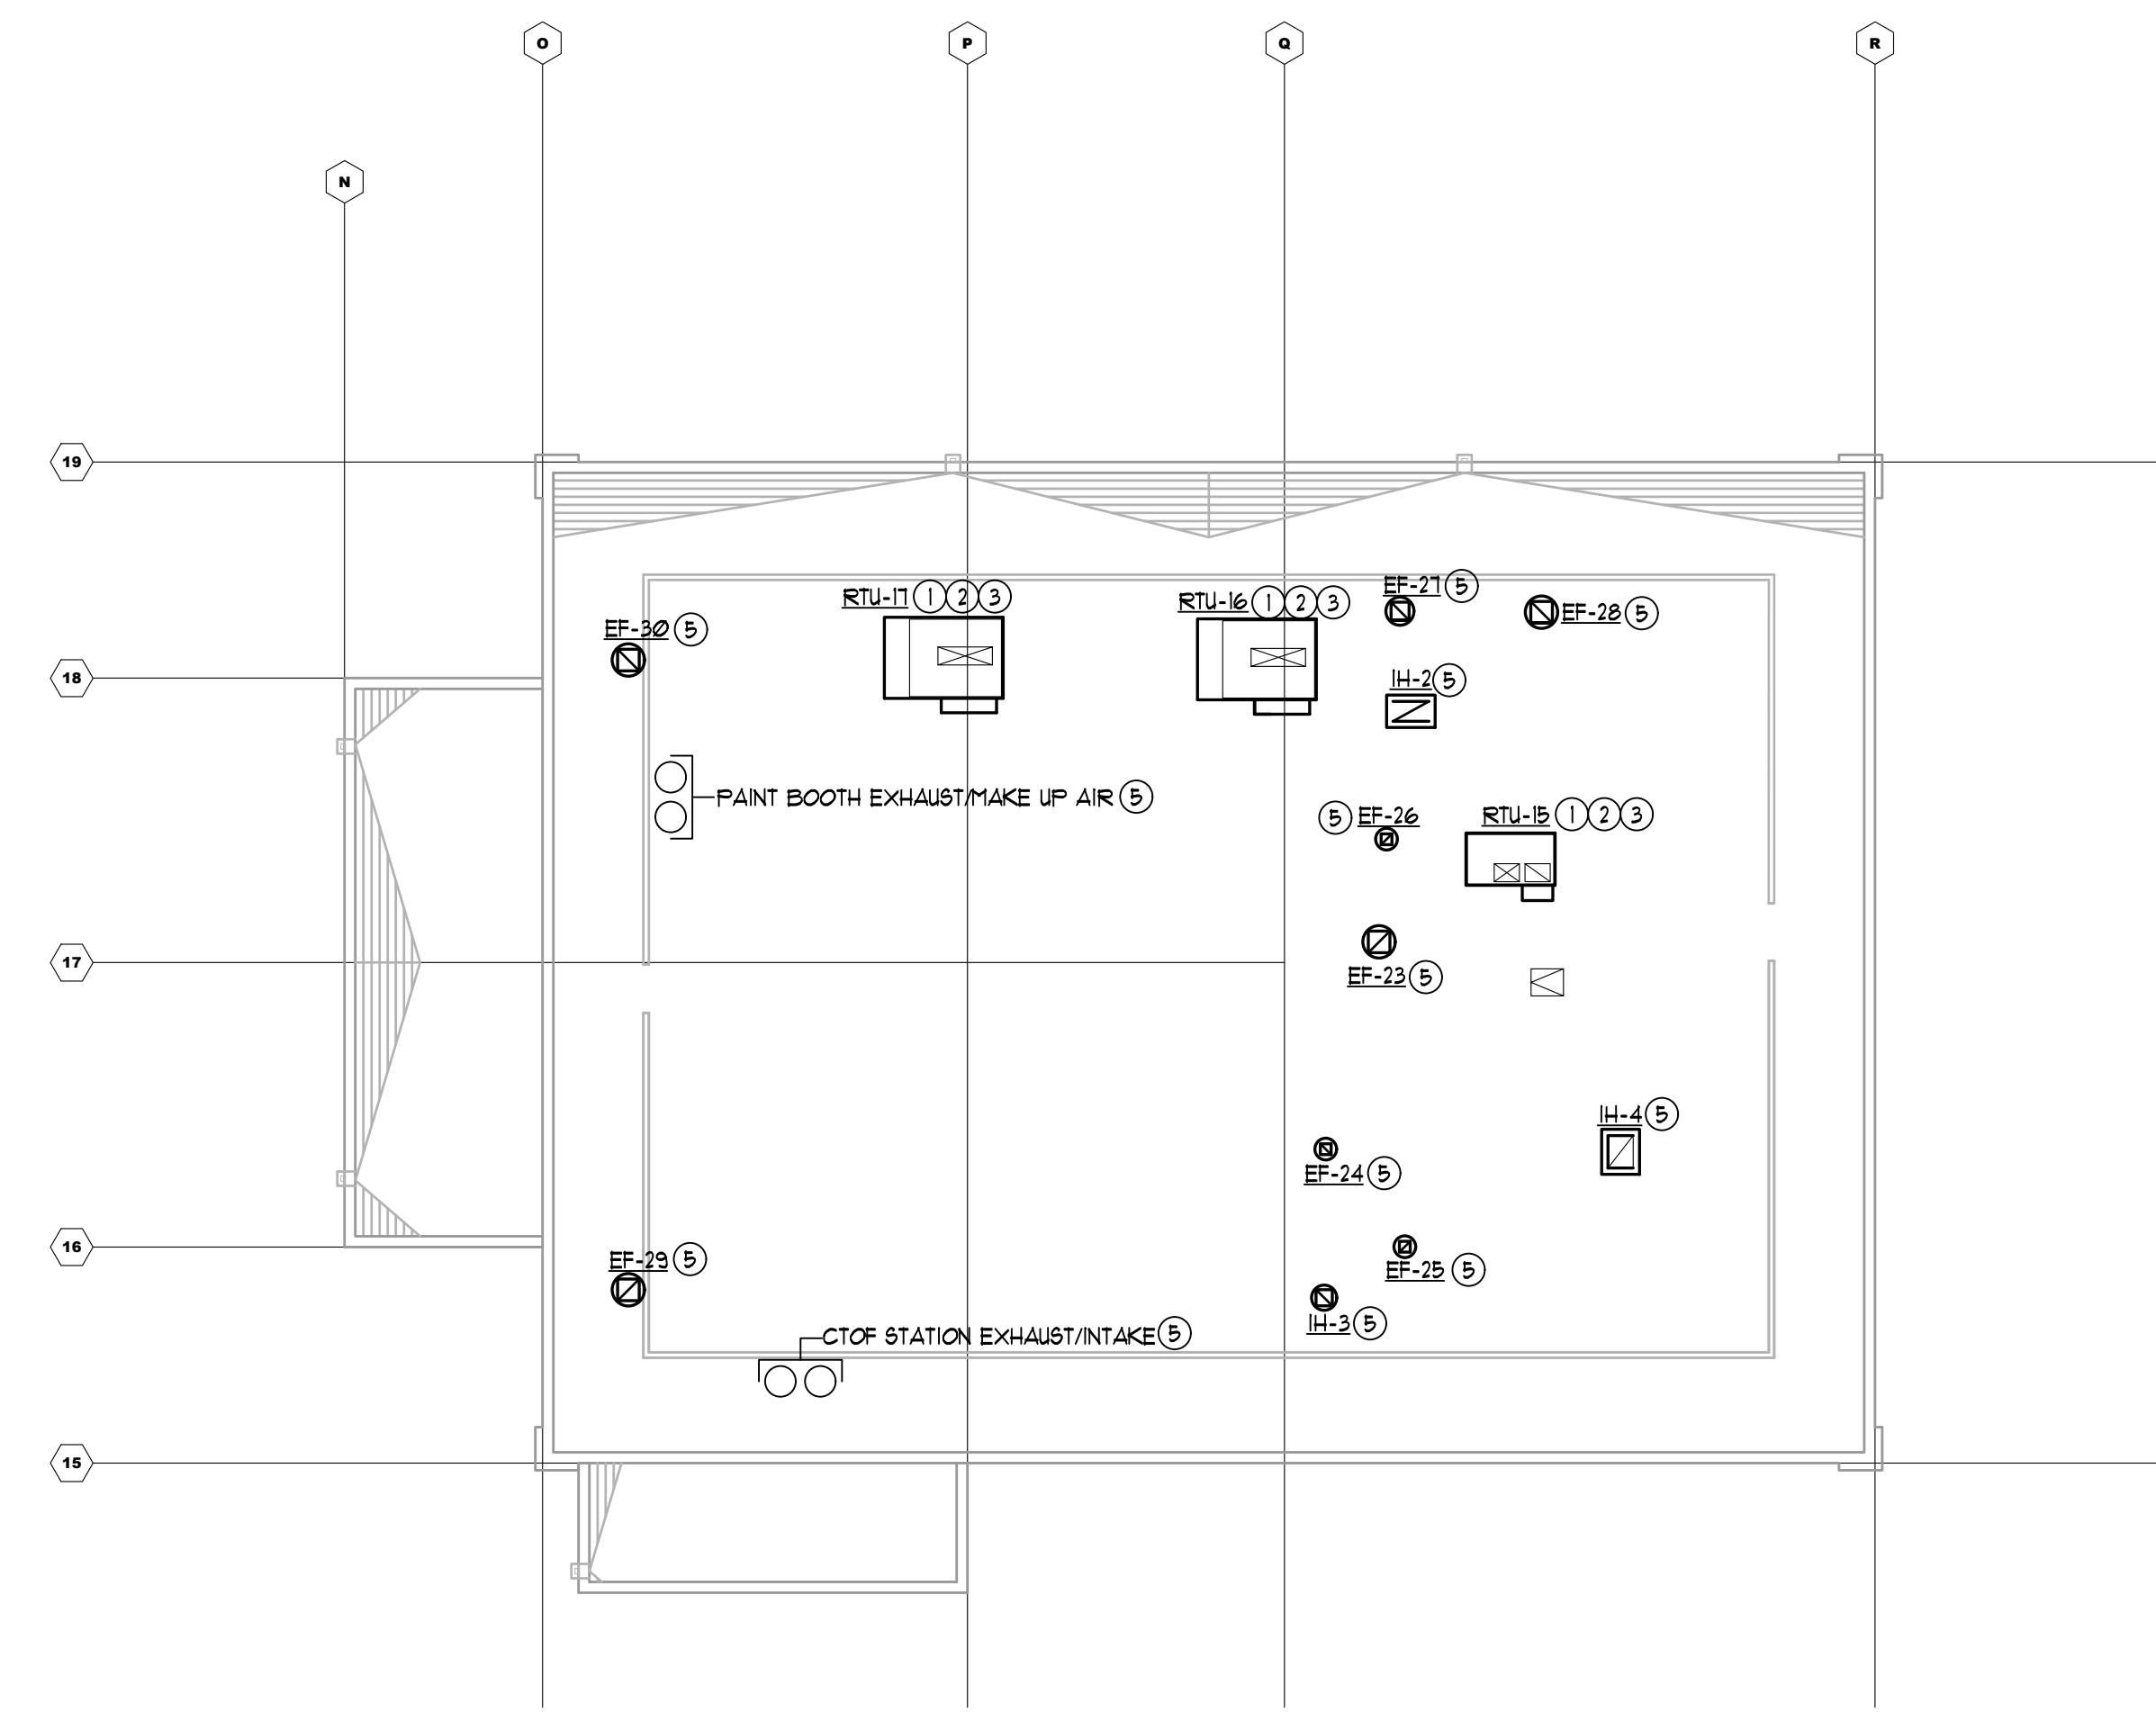 O P Q R
N
19
EF-27 5
RTU-17 1 2 3
RTU-16 1 2 3
EF-28 5
EF-30 5
18
IH-2 5
PAINT BOOTH EXHAUST/MAKE UP AIR 5
5 EF-26
RTU-15 1 2 3
17
EF-23 5
IH-4 5
EF-24 5
16
EF-29 5
EF-25 5
IH-3 5
CTOF STATION EXHAUST/INTAKE 5
15